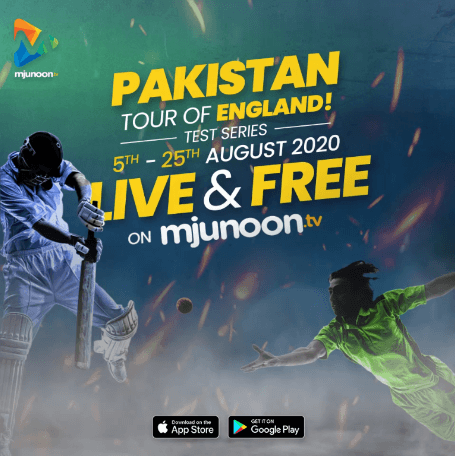 mjunoon.tv
PAKISTAN
TOUR OF ENGLAND!
TEST SERIES
5TH - 25TH AUGUST 2020
LIVE & FREE
ON mjunoon.tv
Download on the
App Store
GET IT ON
Google Play